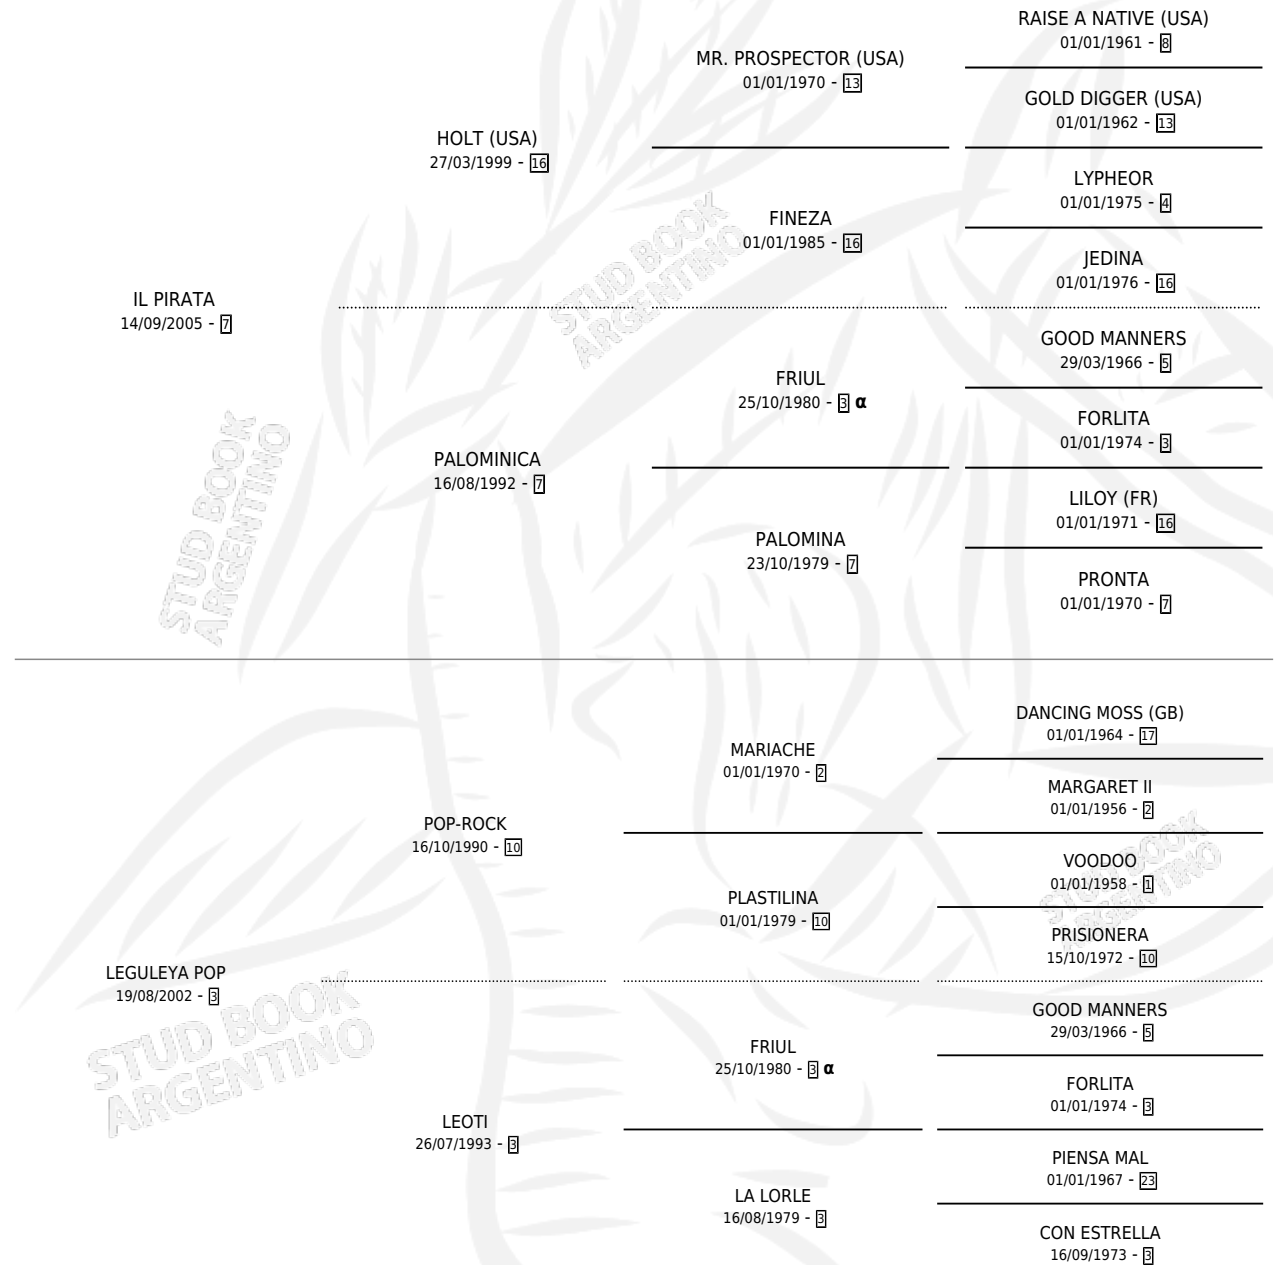 RAISE A NATIVE (USA)
01/01/1961 - 8
MR. PROSPECTOR (USA)
01/01/1970 - 13
GOLD DIGGER (USA)
01/01/1962 - 13
HOLT (USA)
27/03/1999 - 16
LYPHEOR
01/01/1975 - 4
FINEZA
01/01/1985 - 16
JEDINA
01/01/1976 - 16
IL PIRATA
14/09/2005 - 7
GOOD MANNERS
29/03/1966 - 5
FRIUL
25/10/1980 - 3 α
FORLITA
01/01/1974 - 3
PALOMINICA
16/08/1992 - 7
LILOY (FR)
01/01/1971 - 16
PALOMINA
23/10/1979 - 7
PRONTA
01/01/1970 - 7
DANCING MOSS (GB)
01/01/1964 - 17
MARIACHE
01/01/1970 - 2
MARGARET II
01/01/1956 - 2
POP-ROCK
16/10/1990 - 10
VOODOO
01/01/1958 - 1
PLASTILINA
01/01/1979 - 10
PRISIONERA
15/10/1972 - 10
LEGULEYA POP
19/08/2002 - 3
GOOD MANNERS
29/03/1966 - 5
FRIUL
25/10/1980 - 3 α
FORLITA
01/01/1974 - 3
LEOTI
26/07/1993 - 3
PIENSA MAL
01/01/1967 - 23
LA LORLE
16/08/1979 - 3
CON ESTRELLA
16/09/1973 - 3
STUD BOOK
ARGENTINO
STUD BOOK
ARGENTINO
STUD BOOK
ARGENTINO
STUD BOOK
ARGENTINO